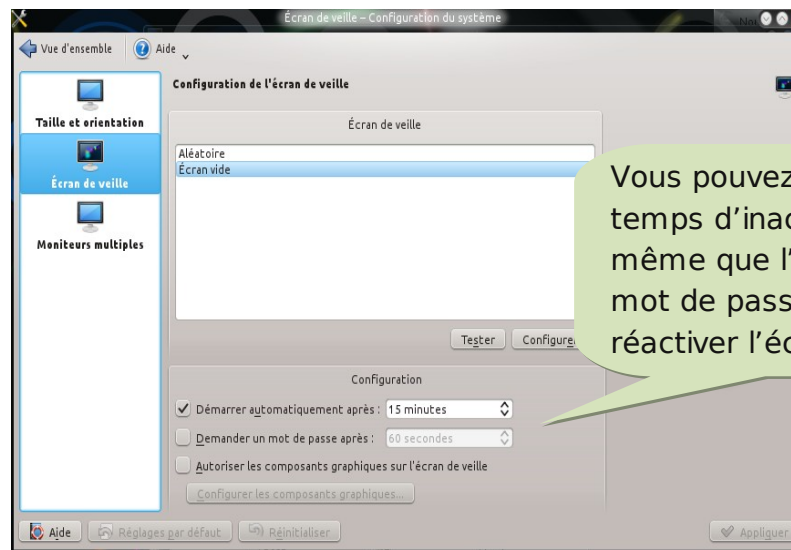 Écran de veille – Configuration du système
Vue d'ensemble
Aide
Taille et orientation
Écran de veille
Moniteurs multiples
Configuration de l'écran de veille
Écran de veille
Aléatoire
Écran vide
Tester
Configure
Configuration
Démarrer automatiquement après :
15 minutes
Demander un mot de passe après :
60 secondes
Autoriser les composants graphiques sur l'écran de veille
Configurer les composants graphiques...
Vous pouvez
temps d’inac
même que l’
mot de pass
réactiver l’éc
Aide
Réglages par défaut
Réinitialiser
Appliquer